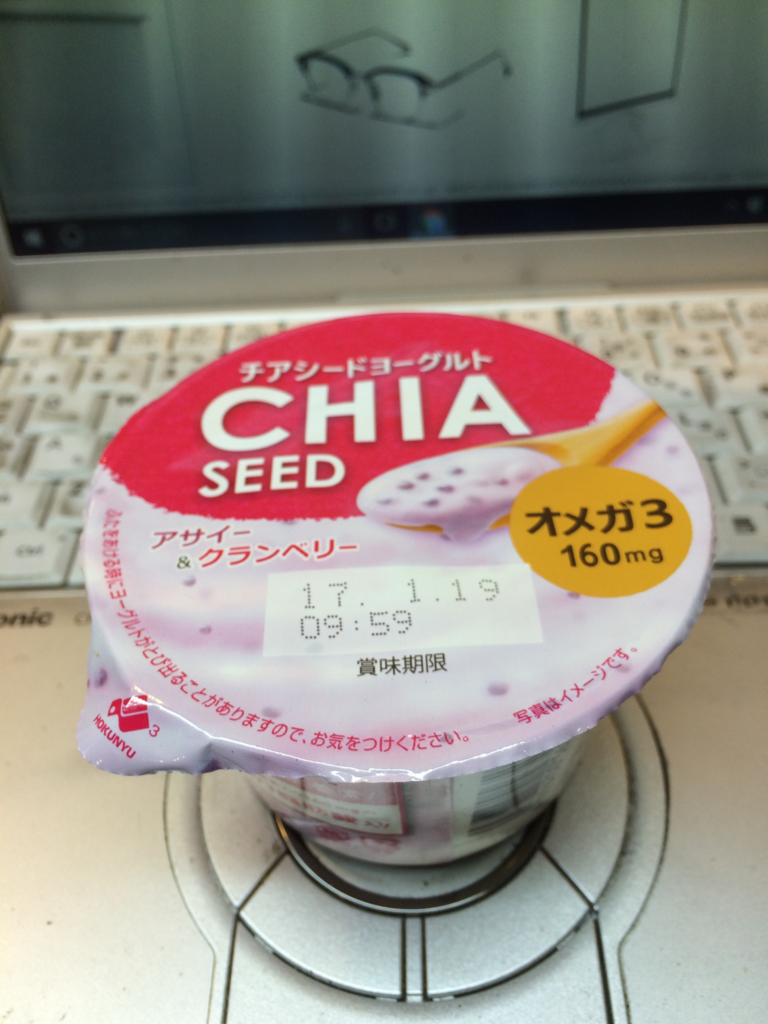 チアシードヨーグルト
CHIA
SEED
アサイー
&クランベリー
オメガ3
160mg
17. 1.19
09:59
賞味期限
ふたをあける時にヨーグルトがとび出ることがありますので、お気をつけください。
写真はイメージです。
HOKUNYU
3
Ctrl
onic